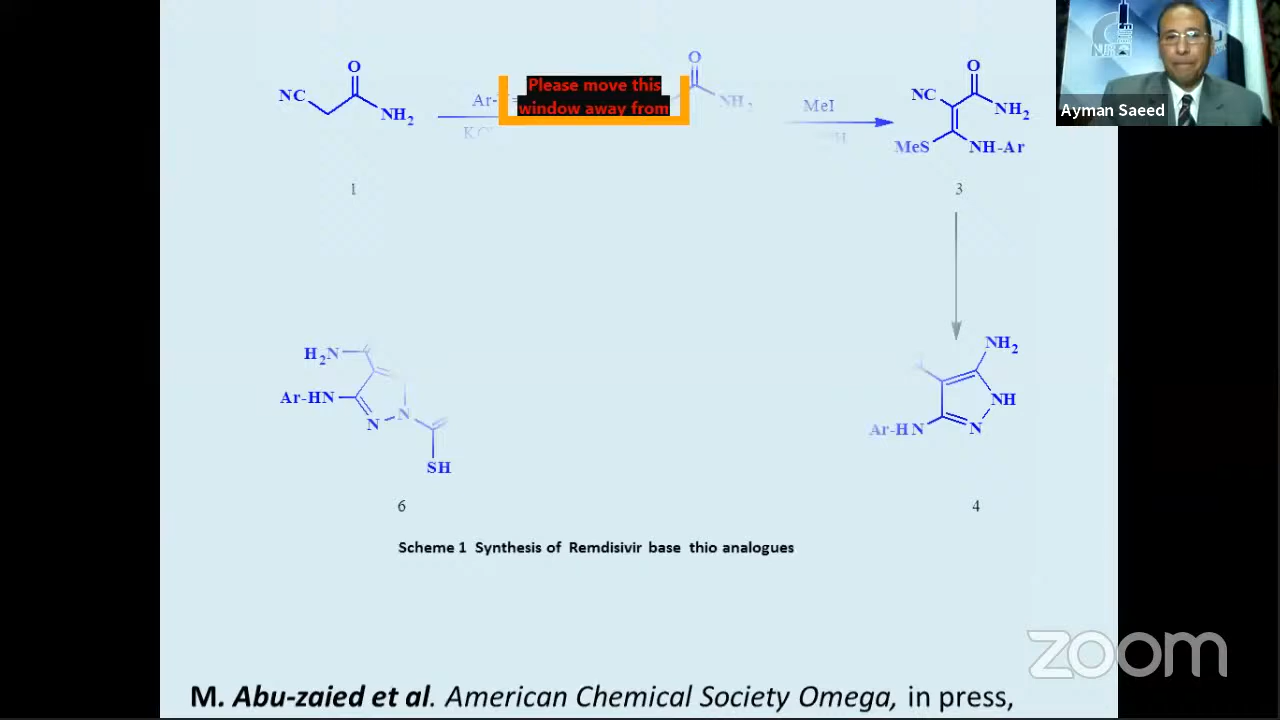 Ayman Saeed
Please move this
window away from
NC O NH2
Ar-
MeI
O NH2
NC O NH2
MeS NH-Ar
1
3
H2N
Ar-HN
N N
SH
NH2
NH
N
Ar-HN
6
4
Scheme 1 Synthesis of Remdisivir base thio analogues
zoom
M. Abu-zaied et al. American Chemical Society Omega, in press,